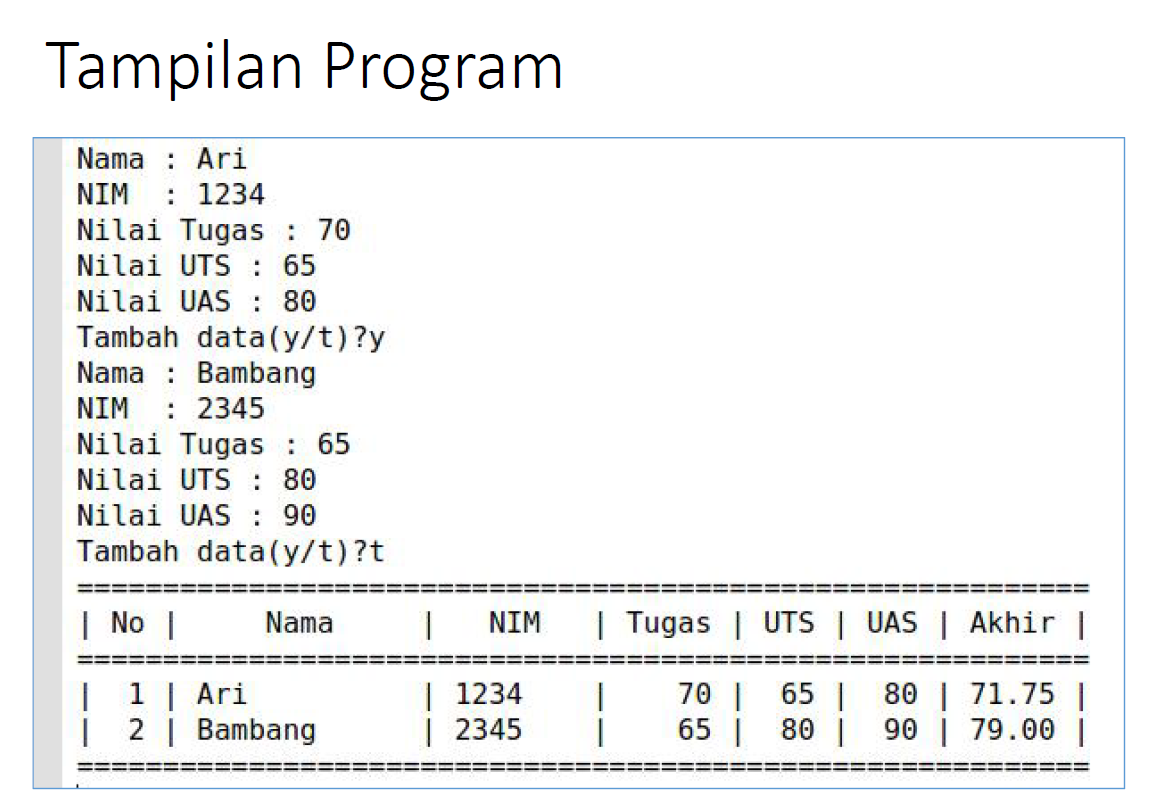 Tampilan Program
Nama : Ari
NIM  : 1234
Nilai Tugas : 70
Nilai UTS : 65
Nilai UAS : 80
Tambah data(y/t)?y
Nama : Bambang
NIM  : 2345
Nilai Tugas : 65
Nilai UTS : 80
Nilai UAS : 90
Tambah data(y/t)?t
===========================================================
| No |     Nama     |   NIM   | Tugas | UTS | UAS | Akhir |
===========================================================
|  1 | Ari          | 1234    |    70 |  65 |  80 | 71.75 |
|  2 | Bambang      | 2345    |    65 |  80 |  90 | 79.00 |
===========================================================